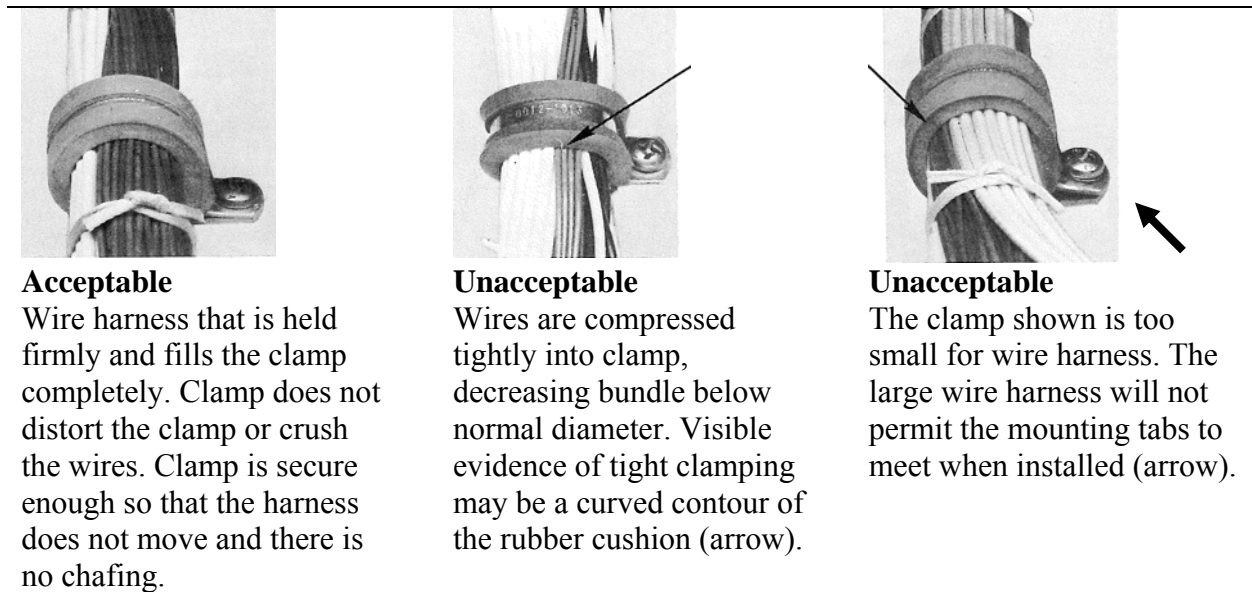 Acceptable
Wire harness that is held
firmly and fills the clamp
completely. Clamp does not
distort the clamp or crush
the wires. Clamp is secure
enough so that the harness
does not move and there is
no chafing.
Unacceptable
Wires are compressed
tightly into clamp,
decreasing bundle below
normal diameter. Visible
evidence of tight clamping
may be a curved contour of
the rubber cushion (arrow).
Unacceptable
The clamp shown is too
small for wire harness. The
large wire harness will not
permit the mounting tabs to
meet when installed (arrow).